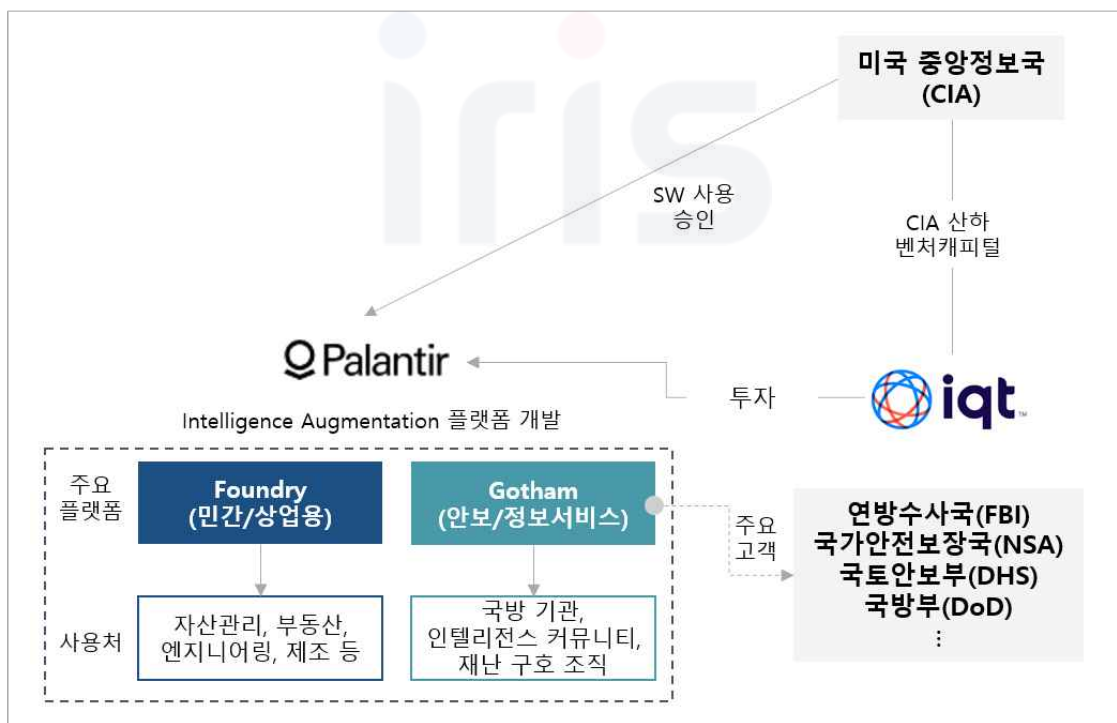 iris
미국 중앙정보국
(CIA)
SW 사용
승인
CIA 산하
벤처캐피털
Palantir
투자
iqt™
Intelligence Augmentation 플랫폼 개발
주요
플랫폼
Foundry
(민간/상업용)
Gotham
(안보/정보서비스)
주요
고객
연방수사국(FBI)
국가안전보장국(NSA)
국토안보부(DHS)
국방부(DoD)
⋮
사용처
자산관리, 부동산,
엔지니어링, 제조 등
국방 기관,
인텔리전스 커뮤니티,
재난 구호 조직